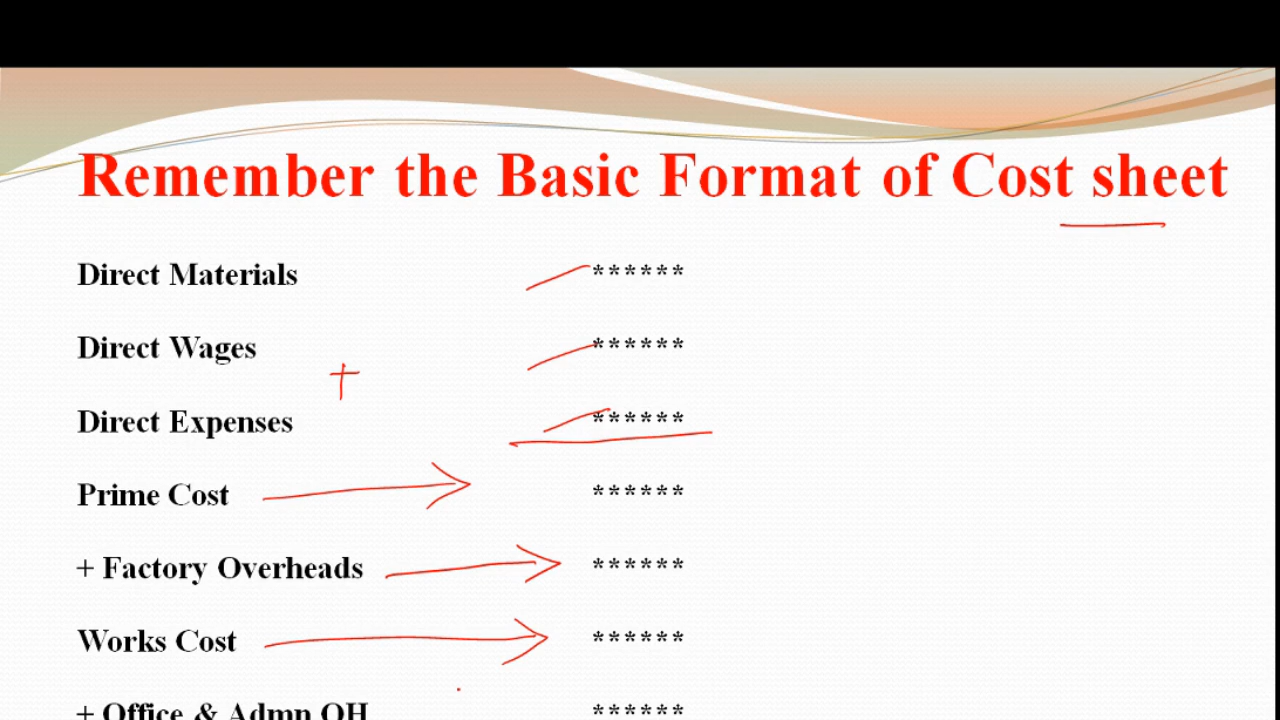 Remember the Basic Format of Cost sheet
Direct Materials ******
Direct Wages ******
+
Direct Expenses ******
Prime Cost ******
+ Factory Overheads ******
Works Cost ******
+ Office & Admn OH ******